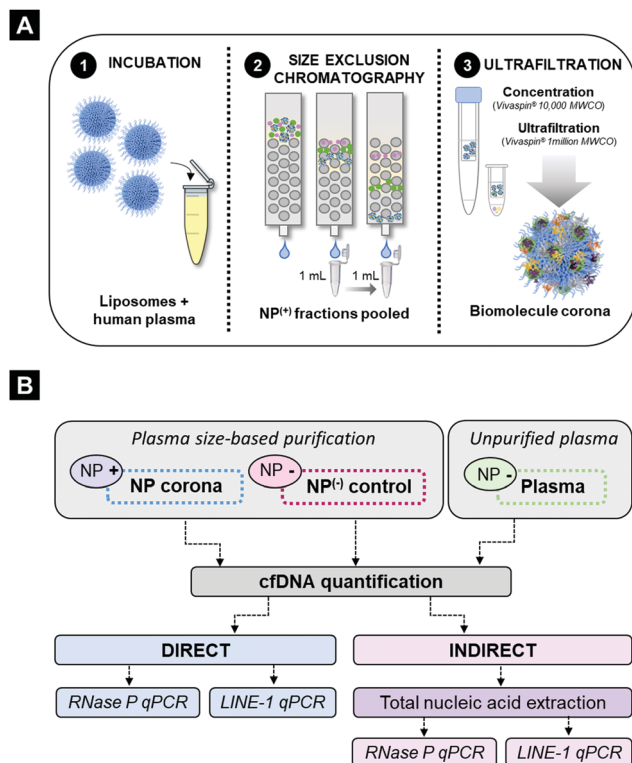 A
1 INCUBATION
Liposomes +
human plasma
2 SIZE EXCLUSION
CHROMATOGRAPHY
1 mL 1 mL
NP(+) fractions pooled
3 ULTRAFILTRATION
Concentration
(Vivaspin® 10,000 MWCO)
Ultrafiltration
(Vivaspin® 1million MWCO)
Biomolecule corona
B
Plasma size-based purification
NP +
NP corona
NP -
NP(-) control
Unpurified plasma
NP -
Plasma
cfDNA quantification
DIRECT
RNase P qPCR
LINE-1 qPCR
INDIRECT
Total nucleic acid extraction
RNase P qPCR
LINE-1 qPCR